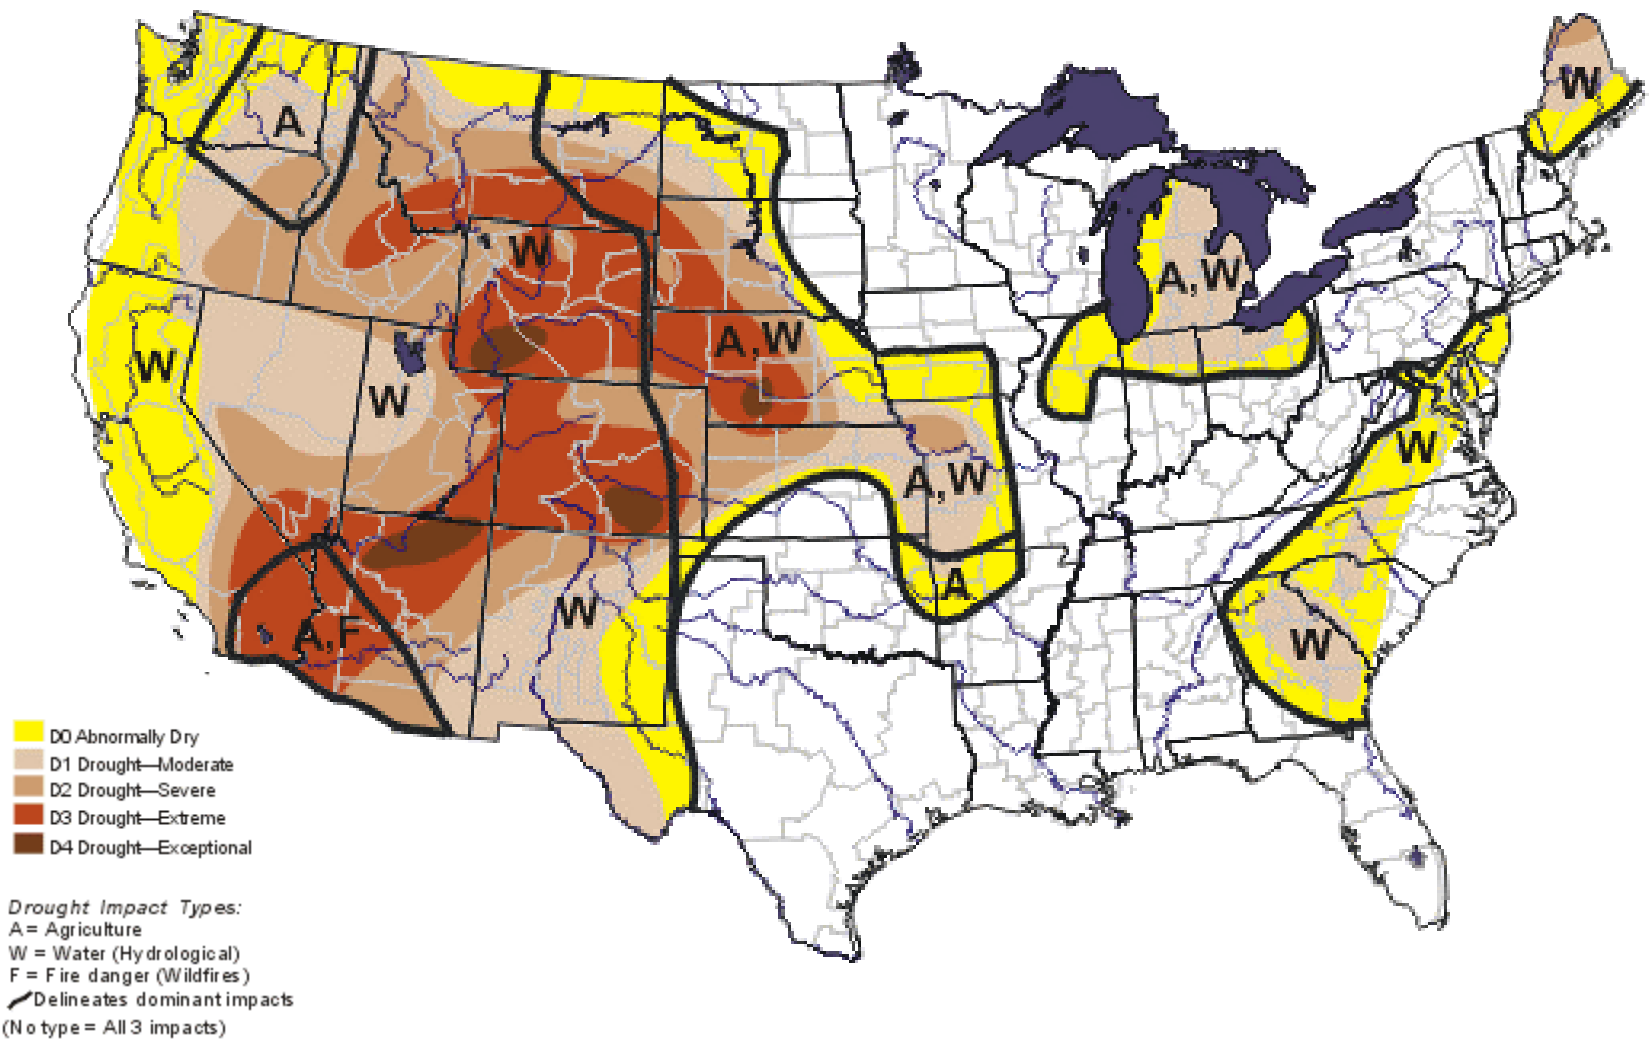 W
A
W
A,W
W
A,W
W
W
W
A,W
A
W
A,F
W
D0 Abnormally Dry
D1 Drought—Moderate
D2 Drought—Severe
D3 Drought—Extreme
D4 Drought—Exceptional
Drought Impact Types:
A = Agriculture
W = Water (Hydrological)
F = Fire danger (Wildfires)
Delineates dominant impacts
(No type = All 3 impacts)